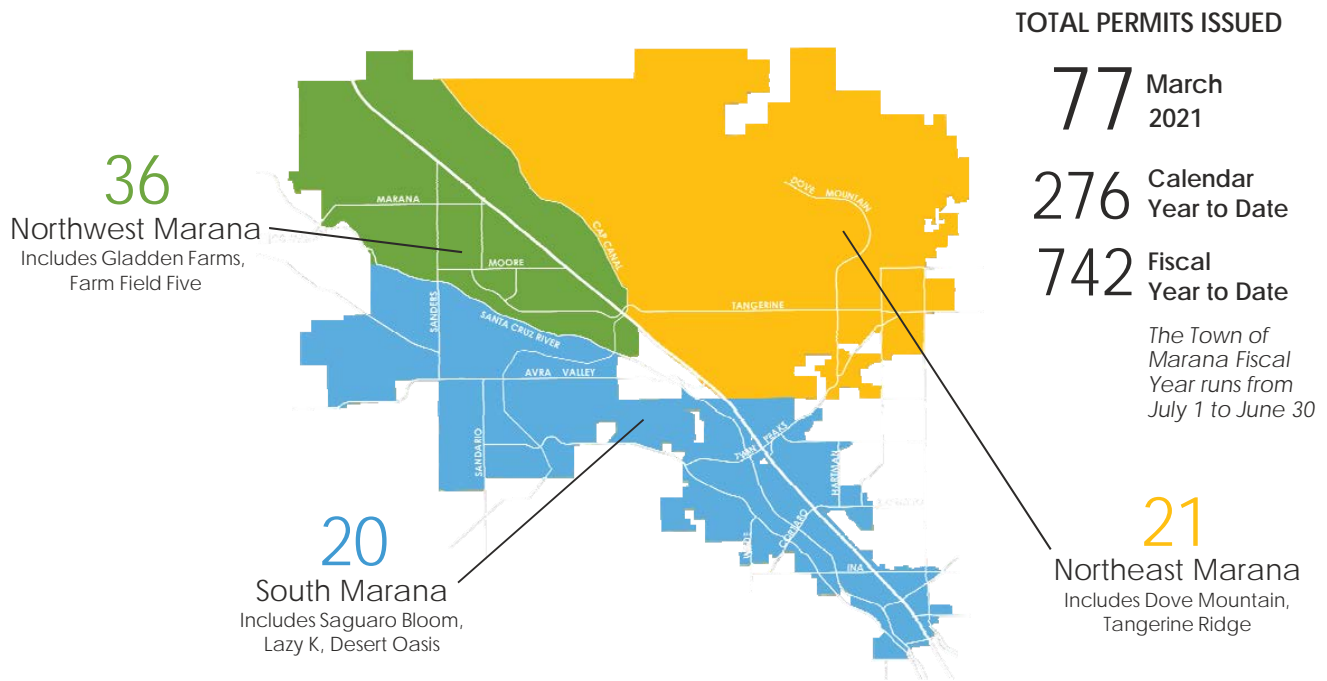 TOTAL PERMITS ISSUED
77
March
2021
276
Calendar
Year to Date
742
Fiscal
Year to Date
The Town of
Marana Fiscal
Year runs from
July 1 to June 30
36
Northwest Marana
Includes Gladden Farms,
Farm Field Five
20
South Marana
Includes Saguaro Bloom,
Lazy K, Desert Oasis
21
Northeast Marana
Includes Dove Mountain,
Tangerine Ridge
MARANA
MOORE
SANDERS
SANTA CRUZ RIVER
AVRA VALLEY
SANDARIO
CAP CANAL
DOVE MOUNTAIN
TANGERINE
TWIN PEAKS
HARTMAN
CORTARO
INA